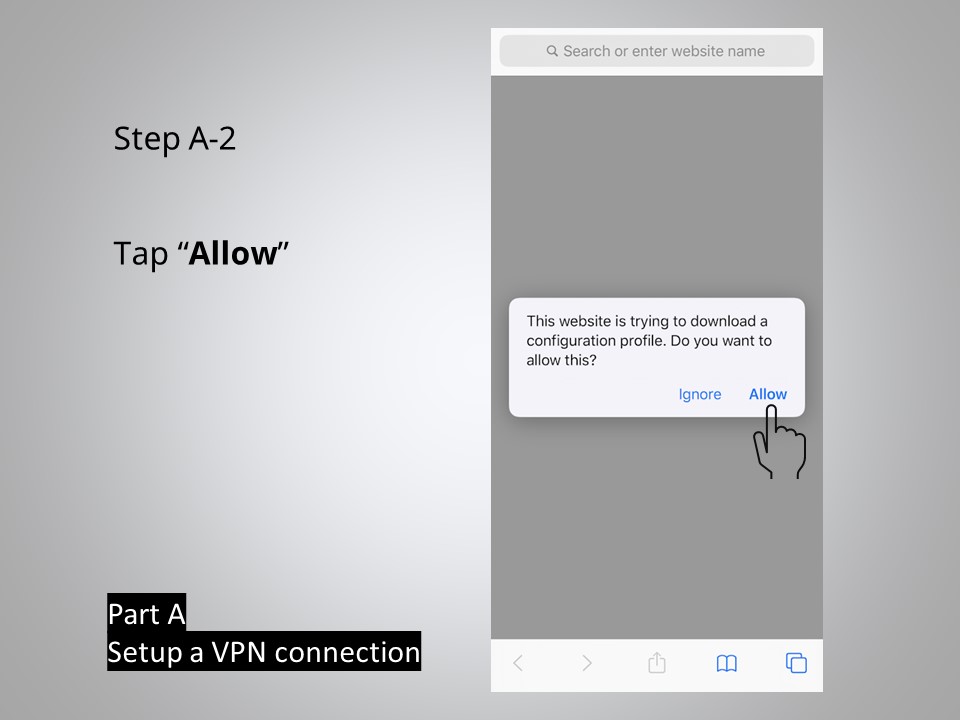 Step A-2
Tap “Allow”
Part A
Setup a VPN connection
Search or enter website name
This website is trying to download a
configuration profile. Do you want to
allow this?
Ignore Allow